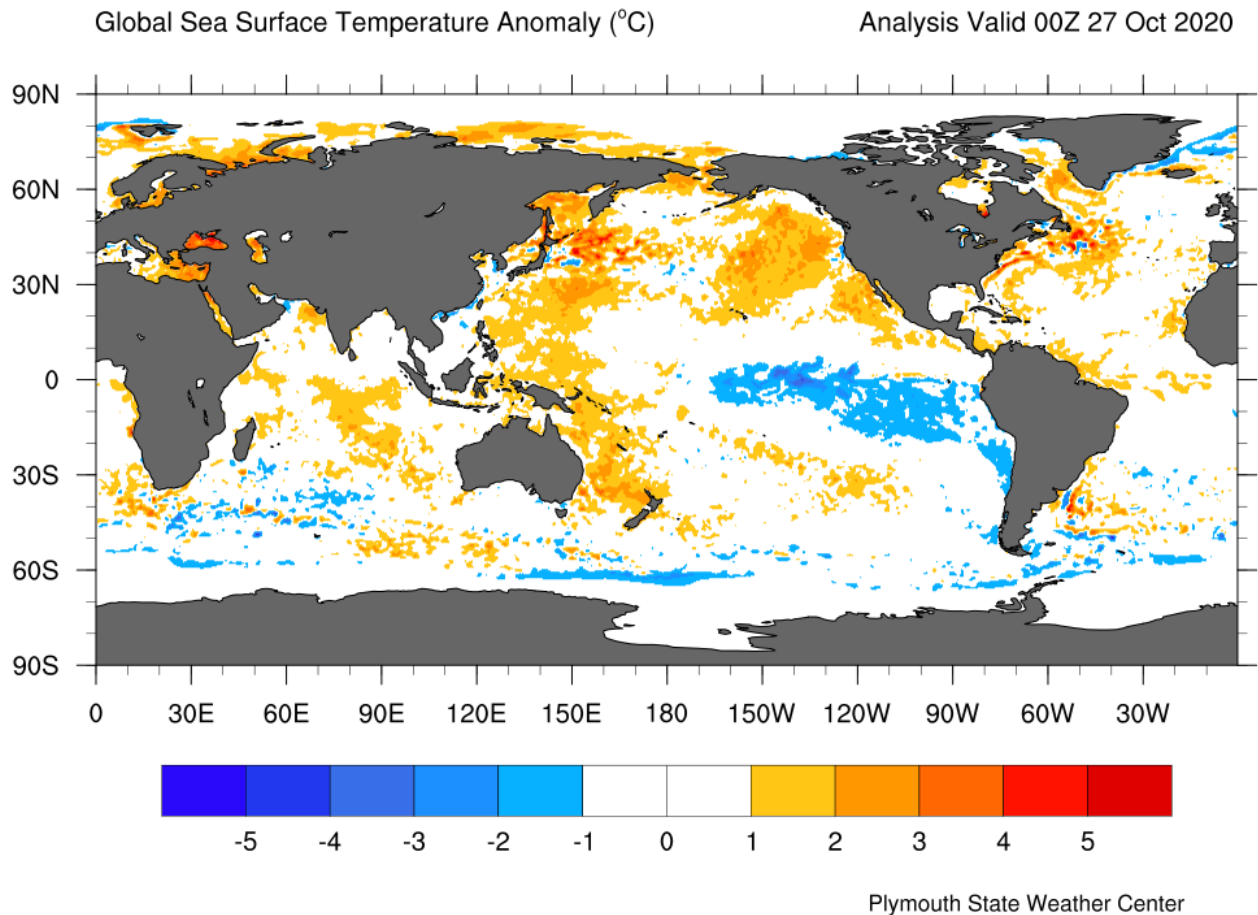 Global Sea Surface Temperature Anomaly (°C) Analysis Valid 00Z 27 Oct 2020
90N
60N
30N
0
30S
60S
90S
0 30E 60E 90E 120E 150E 180 150W 120W 90W 60W 30W
-5 -4 -3 -2 -1 0 1 2 3 4 5
Plymouth State Weather Center